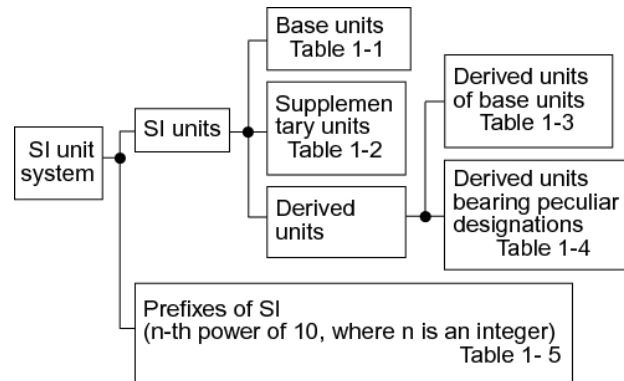 SI unit
system
SI units
Base units
Table 1-1
Supplemen
tary units
Table 1-2
Derived
units
Derived units
of base units
Table 1-3
Derived units
bearing peculiar
designations
Table 1-4
Prefixes of SI
(n-th power of 10, where n is an integer)
Table 1- 5